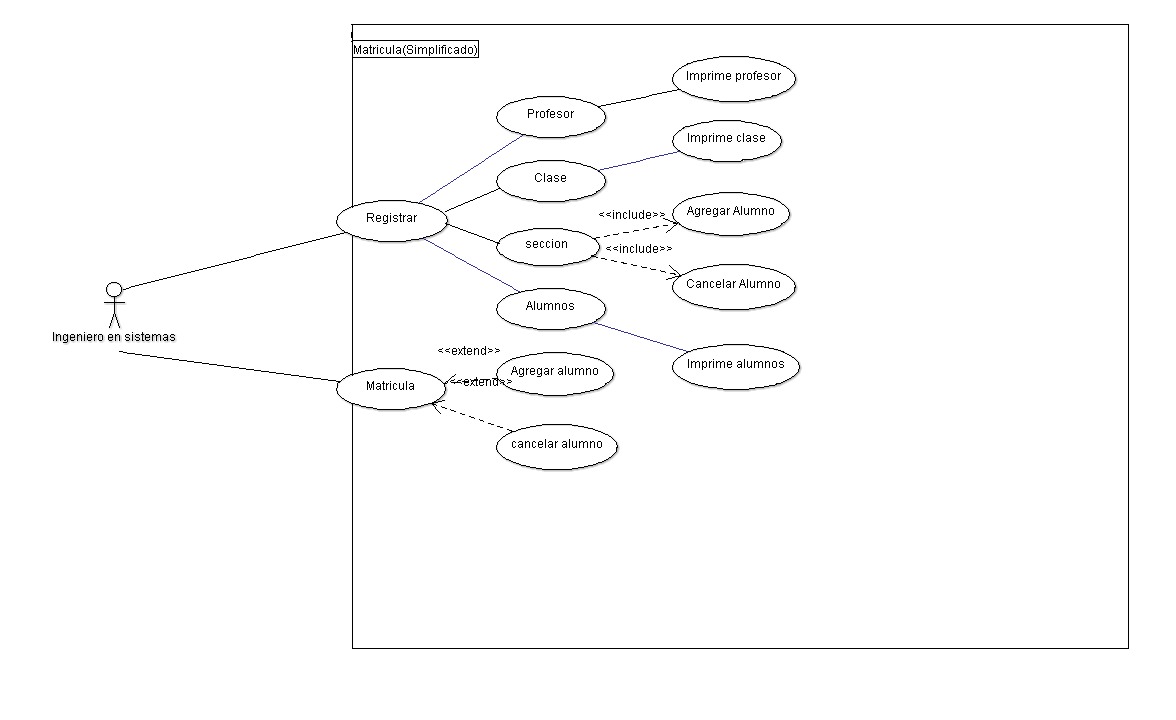 Matricula(Simplificado)
Imprime profesor
Profesor
Imprime clase
Clase
<<include>>
Agregar Alumno
Registrar
seccion
<<include>>
Cancelar Alumno
Alumnos
Ingeniero en sistemas
<<extend>>
Imprime alumnos
Agregar alumno
<<extend>>
Matricula
cancelar alumno